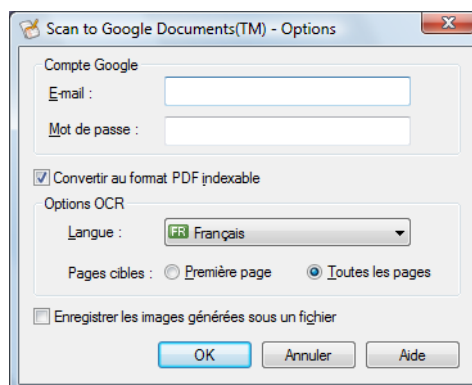 Scan to Google Documents(TM) - Options
Compte Google
E-mail :
Mot de passe :
Convertir au format PDF indexable
Options OCR
Langue : FR Français
Pages cibles : Première page Toutes les pages
Enregistrer les images générées sous un fichier
OK Annuler Aide